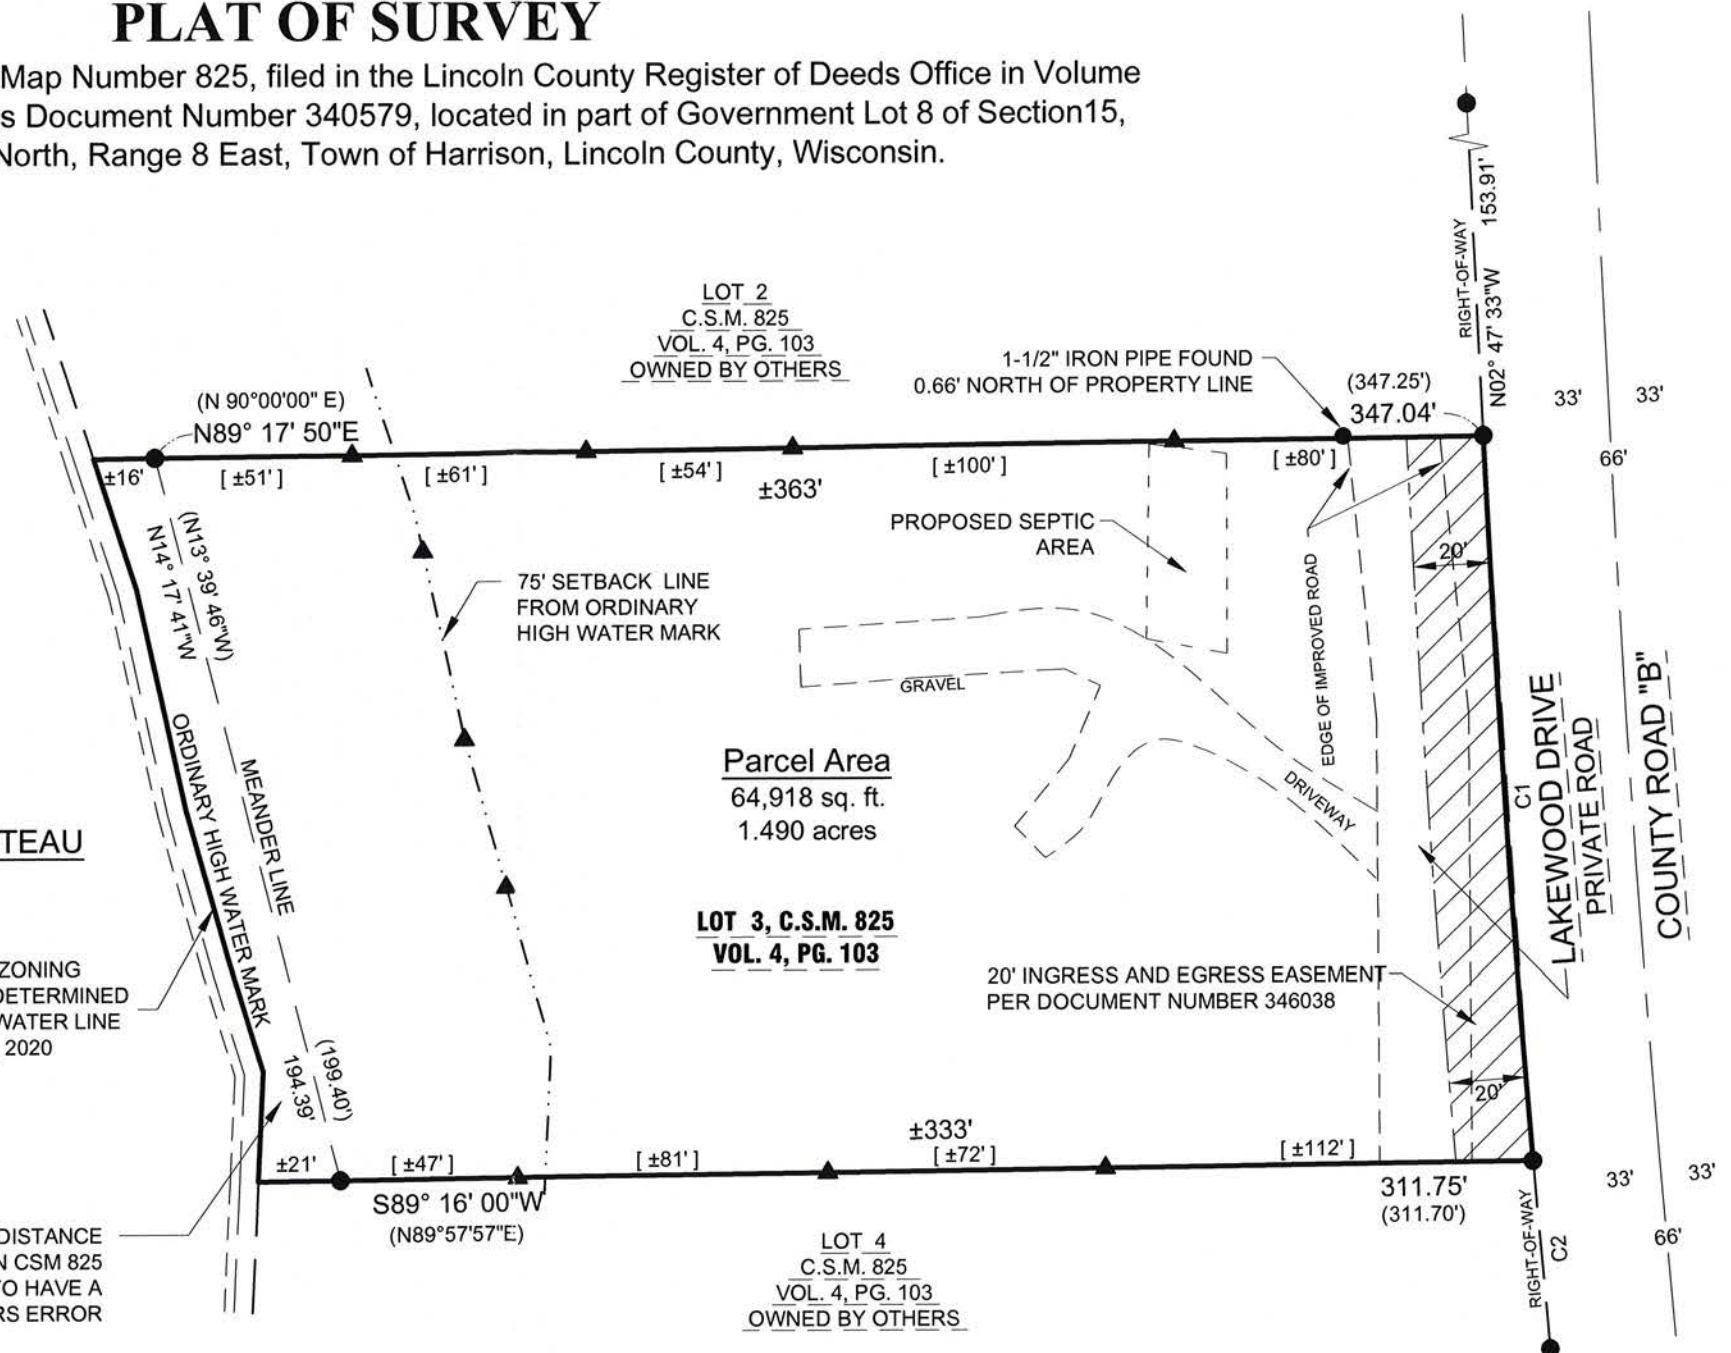 PLAT OF SURVEY
Map Number 825, filed in the Lincoln County Register of Deeds Office in Volume
s Document Number 340579, located in part of Government Lot 8 of Section15,
North, Range 8 East, Town of Harrison, Lincoln County, Wisconsin.
RIGHT-OF-WAY
N02° 47' 33"W 153.91'
LOT 2
C.S.M. 825
VOL. 4, PG. 103
OWNED BY OTHERS
1-1/2" IRON PIPE FOUND
0.66' NORTH OF PROPERTY LINE
(347.25')
347.04'
33'
33'
66'
(N 90°00'00" E)
N89° 17' 50"E
±16'
[ ±51' ]
[ ±61' ]
[ ±54' ]
±363'
[ ±100' ]
[ ±80' ]
(N13° 39' 46"W)
N14° 17' 41"W
PROPOSED SEPTIC
AREA
20'
75' SETBACK LINE
FROM ORDINARY
HIGH WATER MARK
EDGE OF IMPROVED ROAD
GRAVEL
DRIVEWAY
ORDINARY HIGH WATER MARK
MEANDER LINE
Parcel Area
64,918 sq. ft.
1.490 acres
C1
LAKEWOOD DRIVE
PRIVATE ROAD
COUNTY ROAD "B"
TEAU
LOT 3, C.S.M. 825
VOL. 4, PG. 103
ZONING
DETERMINED
WATER LINE
2020
20' INGRESS AND EGRESS EASEMENT
PER DOCUMENT NUMBER 346038
(199.40')
194.39'
20'
±21'
[ ±47' ]
[ ±81' ]
±333'
[ ±72' ]
[ ±112' ]
S89° 16' 00"W
(N89°57'57"E)
311.75'
(311.70')
33'
33'
66'
RIGHT-OF-WAY
C2
DISTANCE
N CSM 825
TO HAVE A
RS ERROR
LOT 4
C.S.M. 825
VOL. 4, PG. 103
OWNED BY OTHERS